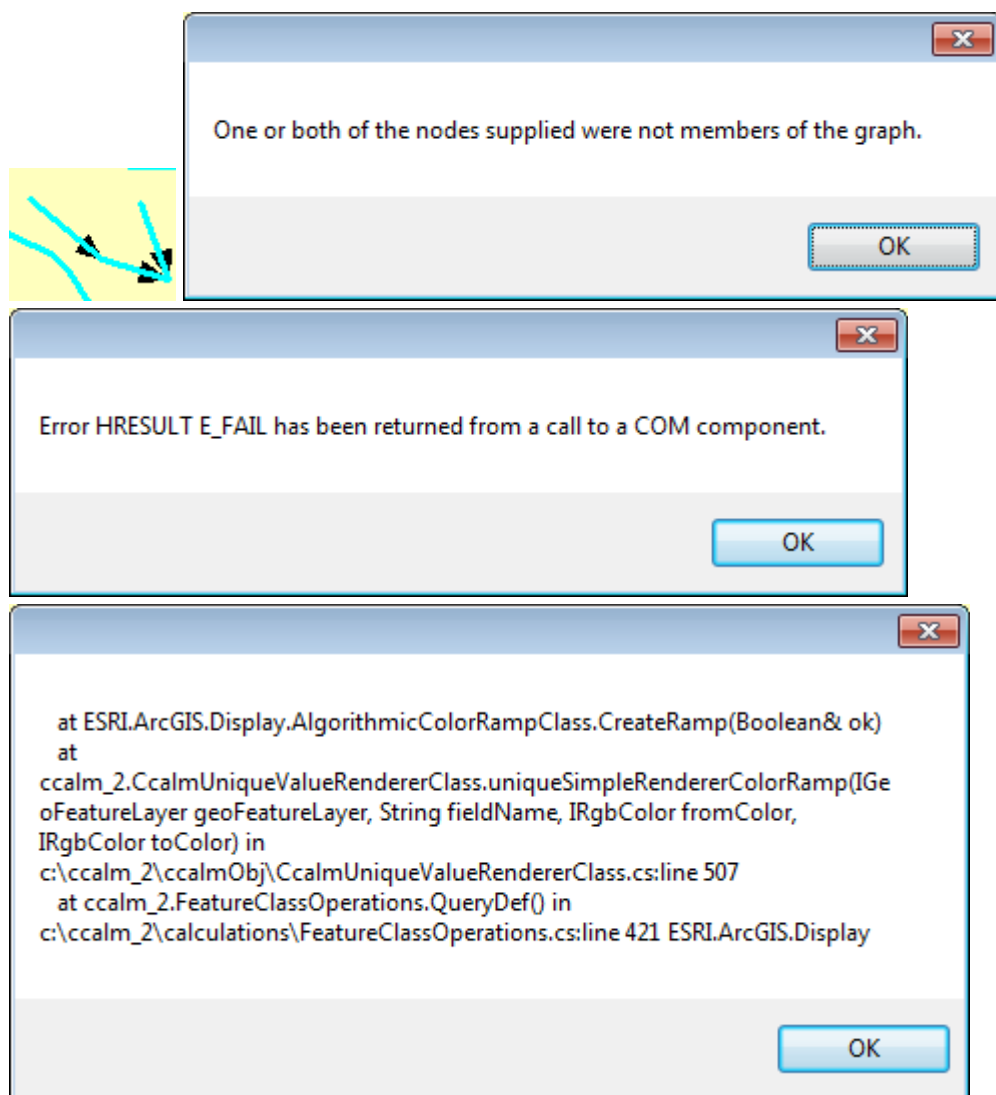 One or both of the nodes supplied were not members of the graph.
OK
Error HRESULT E_FAIL has been returned from a call to a COM component.
OK
at ESRI.ArcGIS.Display.AlgorithmicColorRampClass.CreateRamp(Boolean& ok)
at
ccalm_2.CcalmUniqueValueRendererClass.uniqueSimpleRendererColorRamp(IGe
oFeatureLayer geoFeatureLayer, String fieldName, IRgbColor fromColor,
IRgbColor toColor) in
c:\ccalm_2\ccalmObj\CcalmUniqueValueRendererClass.cs:line 507
at ccalm_2.FeatureClassOperations.QueryDef() in
c:\ccalm_2\calculations\FeatureClassOperations.cs:line 421 ESRI.ArcGIS.Display
OK